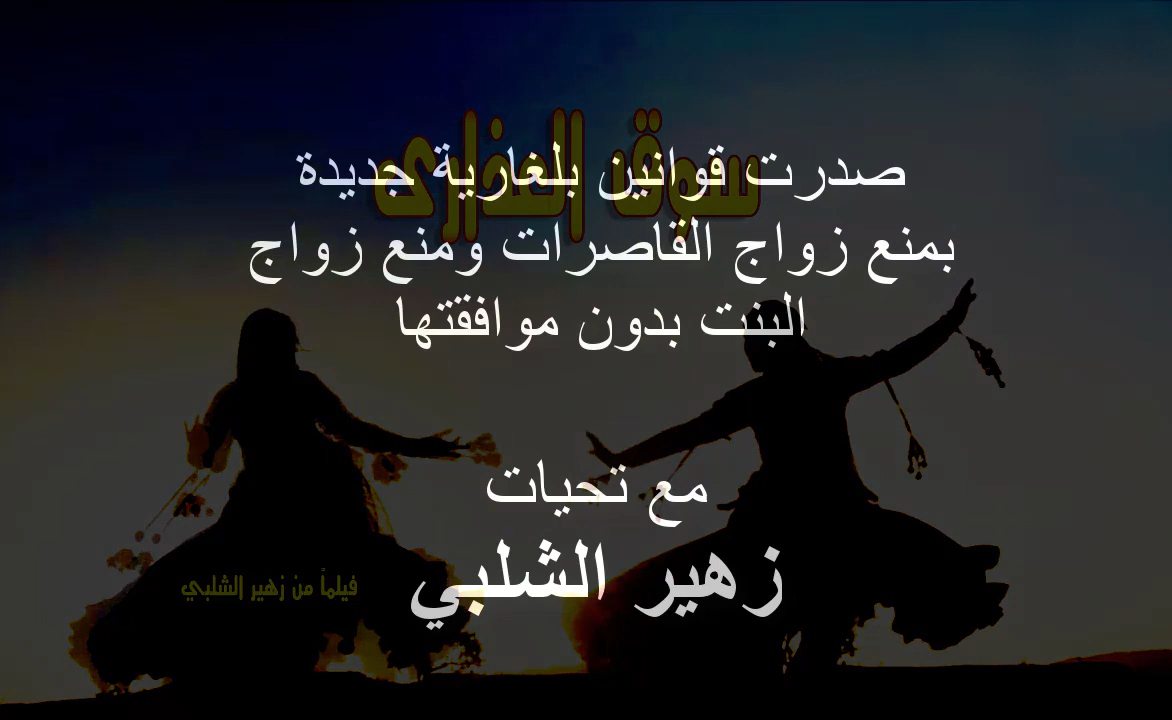 سوق العذارى
صدرت قوانين بلغارية جديدة
بمنع زواج القاصرات ومنع زواج
البنت بدون موافقتها
مع تحيات
زهير الشلبي
فيلماً من زهير الشلبي